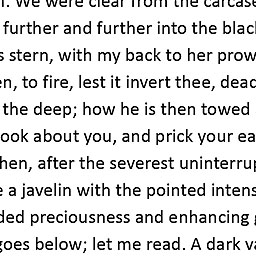 . We were clear from the carcase
further and further into the blac
s stern, with my back to her prow
en, to fire, lest it invert thee, dead
the deep; how he is then towed
ook about you, and prick your ea
hen, after the severest uninterrup
e a javelin with the pointed intens
ded preciousness and enhancing
goes below; let me read. A dark va